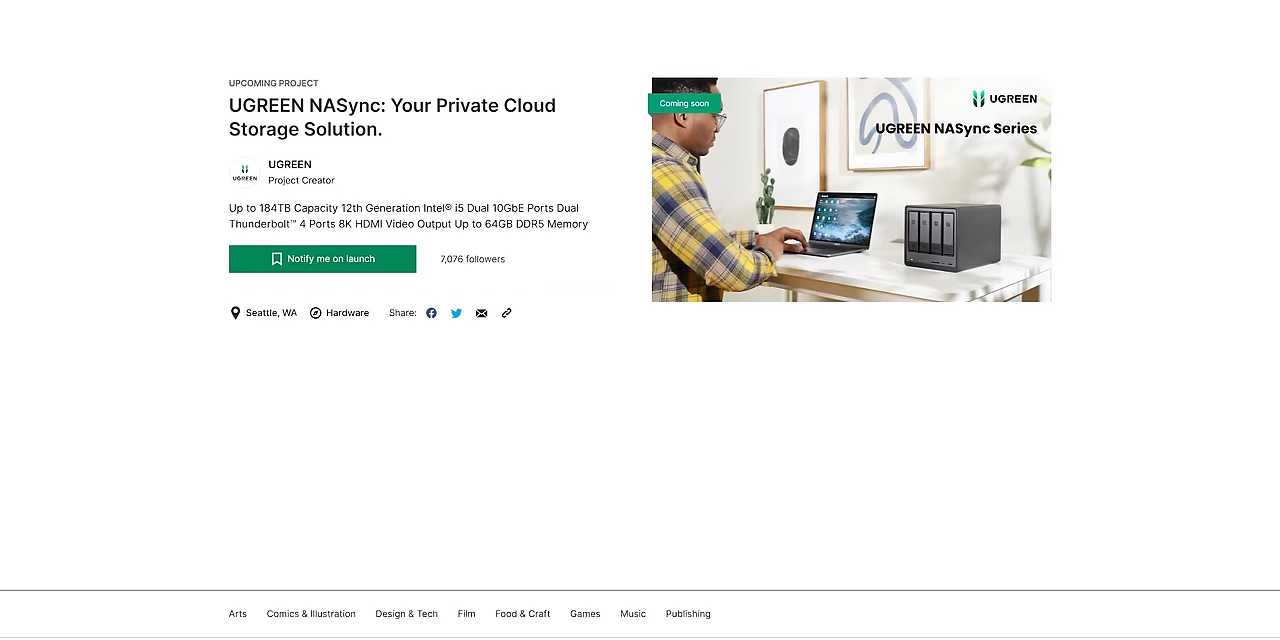 UPCOMING PROJECT
UGREEN NASync: Your Private Cloud
Storage Solution.
UGREEN
UGREEN
Project Creator
Up to 184TB Capacity 12th Generation Intel® i5 Dual 10GbE Ports Dual
Thunderbolt™ 4 Ports 8K HDMI Video Output Up to 64GB DDR5 Memory
Notify me on launch
7,076 followers
Seattle, WA
Hardware
Share:
Coming soon
UGREEN
UGREEN NASync Series
Arts
Comics & Illustration
Design & Tech
Film
Food & Craft
Games
Music
Publishing